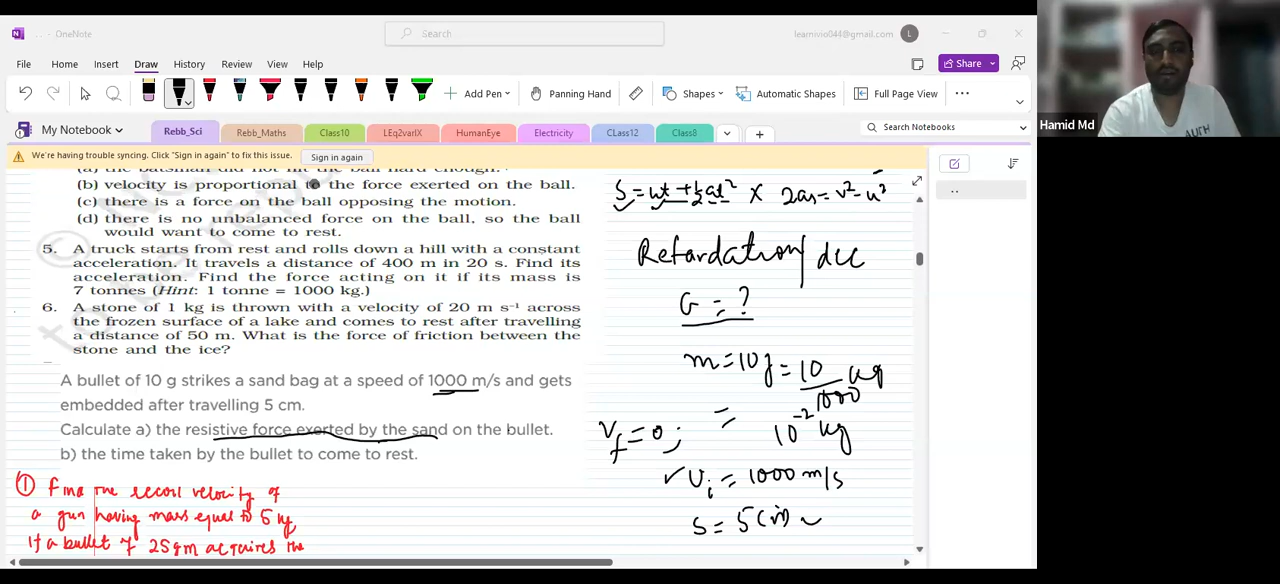 OneNote
Search
learnivio044@gmail.com
L
File Home Insert Draw History Review View Help
Share
Add Pen
Panning Hand
Shapes
Automatic Shapes
Full Page View
My Notebook
Rebb_Sci
Rebb_Maths
Class10
LEq2varIX
HumanEye
Electricity
CLass12
Class8
Search Notebooks
We're having trouble syncing. Click "Sign in again" to fix this issue.
Sign in again
Hamid Md
(b) velocity is proportional to the force exerted on the ball.
(c) there is a force on the ball opposing the motion.
(d) there is no unbalanced force on the ball, so the ball
would want to come to rest.
5. A truck starts from rest and rolls down a hill with a constant
acceleration. It travels a distance of 400 m in 20 s. Find its
acceleration. Find the force acting on it if its mass is
7 tonnes (Hint: 1 tonne = 1000 kg.)
6. A stone of 1 kg is thrown with a velocity of 20 m s⁻¹ across
the frozen surface of a lake and comes to rest after travelling
a distance of 50 m. What is the force of friction between the
stone and the ice?
A bullet of 10 g strikes a sand bag at a speed of 1000 m/s and gets
embedded after travelling 5 cm.
Calculate a) the resistive force exerted by the sand on the bullet.
b) the time taken by the bullet to come to rest.
① Find the recoil velocity of
a gun having mass equal to 5 kg,
If a bullet of 25gm acquires the
S = ut + ½at² × 2as = v² - u²
Retardation/
= ?
m = 10g = 10/1000 kg
= 10⁻² kg
V_f = 0;
U_i = 1000 m/s
S = 5